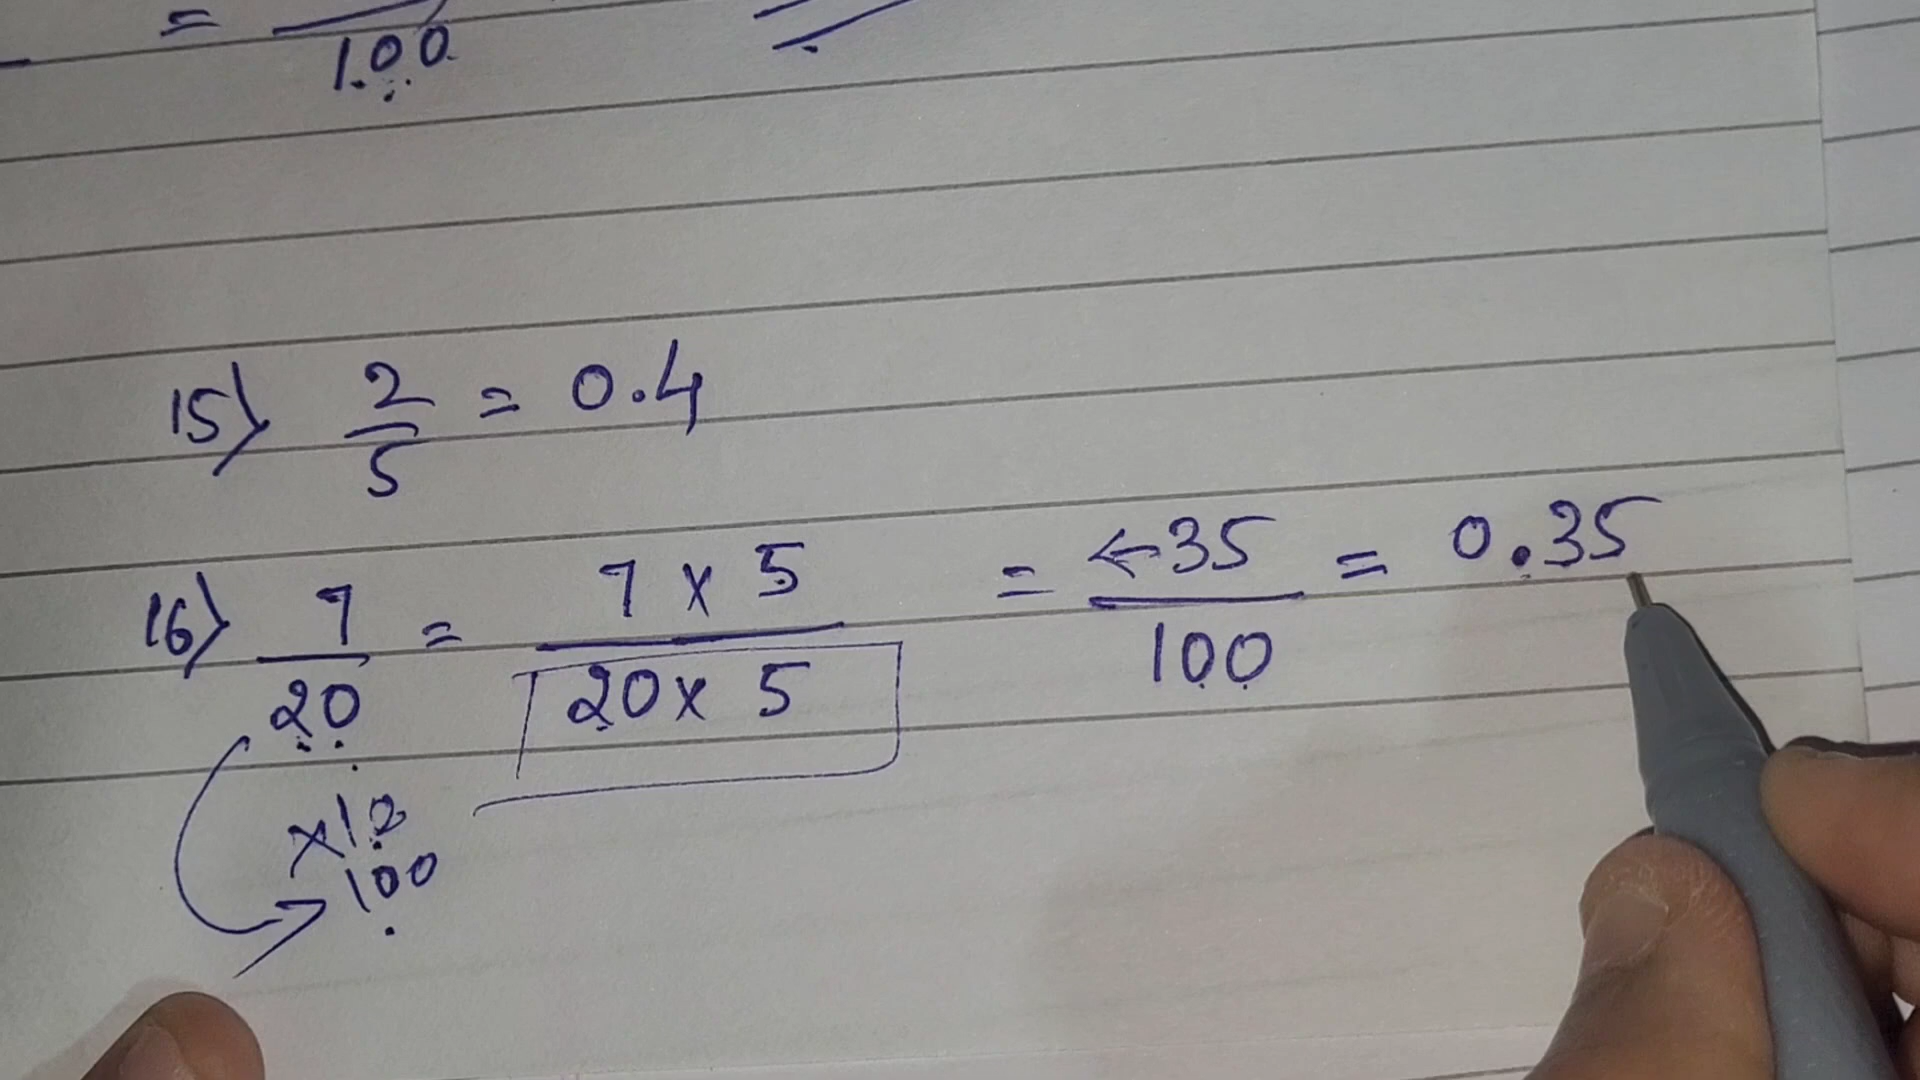 = /100
15) 2/5 = 0.4
16) 7/20 = 7 x 5 / 20 x 5 = ←35/100 = 0.35
x10
100